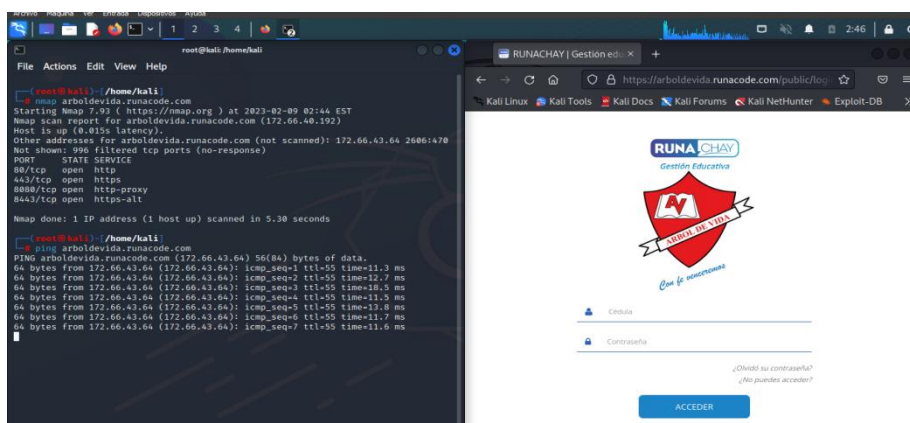 Archivo Máquina Ver Entrada Dispositivos Ayuda
1 2 3 4
2:46
root@kali: /home/kali
File Actions Edit View Help
(root㉿kali)-[/home/kali]
# nmap arboldevida.runacode.com
Starting Nmap 7.93 ( https://nmap.org ) at 2023-02-09 02:44 EST
Nmap scan report for arboldevida.runacode.com (172.66.40.192)
Host is up (0.015s latency).
Other addresses for arboldevida.runacode.com (not scanned): 172.66.43.64 2606:470
Not shown: 996 filtered tcp ports (no-response)
PORT STATE SERVICE
80/tcp open http
443/tcp open https
8080/tcp open http-proxy
8443/tcp open https-alt
Nmap done: 1 IP address (1 host up) scanned in 5.30 seconds
(root㉿kali)-[/home/kali]
# ping arboldevida.runacode.com
PING arboldevida.runacode.com (172.66.43.64) 56(84) bytes of data.
64 bytes from 172.66.43.64 (172.66.43.64): icmp_seq=1 ttl=55 time=11.3 ms
64 bytes from 172.66.43.64 (172.66.43.64): icmp_seq=2 ttl=55 time=12.7 ms
64 bytes from 172.66.43.64 (172.66.43.64): icmp_seq=3 ttl=55 time=18.5 ms
64 bytes from 172.66.43.64 (172.66.43.64): icmp_seq=4 ttl=55 time=11.5 ms
64 bytes from 172.66.43.64 (172.66.43.64): icmp_seq=5 ttl=55 time=13.8 ms
64 bytes from 172.66.43.64 (172.66.43.64): icmp_seq=6 ttl=55 time=11.7 ms
64 bytes from 172.66.43.64 (172.66.43.64): icmp_seq=7 ttl=55 time=11.6 ms
RUNACHAY | Gestión edu
https://arboldevida.runacode.com/public/log
Kali Linux Kali Tools Kali Docs Kali Forums Kali NetHunter Exploit-DB
RUNA CHAY
Gestión Educativa
AV
ARBOL DE VIDA
Con fe venceremos
Cedula
Contraseña
¿Olvidó su contraseña?
¿No puedes acceder?
ACCEDER